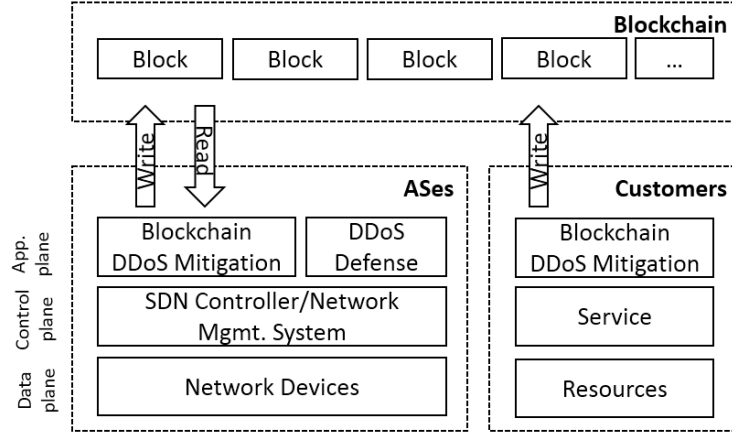 Blockchain
Block
Block
Block
Block
...
Write
Read
Write
ASes
Customers
App.
plane
Blockchain
DDoS Mitigation
DDoS
Defense
Blockchain
DDoS Mitigation
Control
plane
SDN Controller/Network
Mgmt. System
Service
Data
plane
Network Devices
Resources